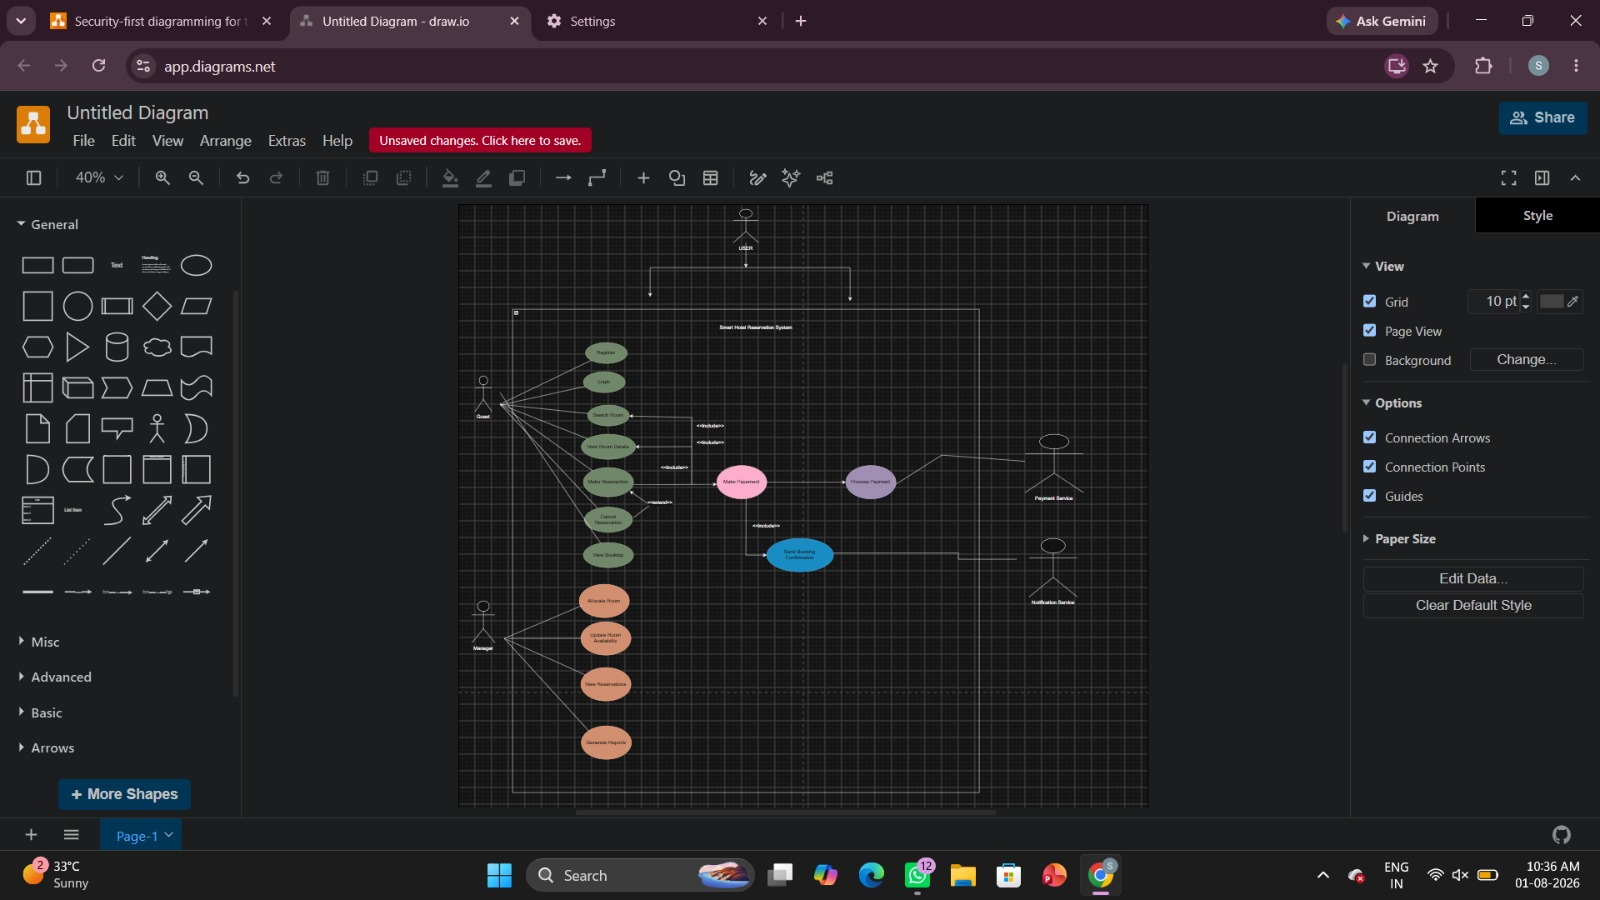 Security-first diagramming for t
Untitled Diagram - draw.io
Settings
Ask Gemini
app.diagrams.net
S
Untitled Diagram
File Edit View Arrange Extras Help
Unsaved changes. Click here to save.
Share
40%
General
Text
Heading
List Item
Misc
Advanced
Basic
Arrows
+ More Shapes
USER
Smart Hotel Reservation System
Register
Login
Guest
Search Room
<<include>>
<<include>>
View Room Details
<<include>>
Make Reservation
Make Payement
Process Payment
Payment Service
<<extend>>
Cancel
Reservation
<<include>>
View Booking
Send Booking
Confirmation
Notification Service
Allocate Room
Manager
Update Room
Availability
View Reservations
Generate Reports
Diagram
Style
View
Grid
10 pt
Page View
Background
Change...
Options
Connection Arrows
Connection Points
Guides
Paper Size
Edit Data...
Clear Default Style
Page-1
2
33°C
Sunny
Search
12
S
ENG
IN
10:36 AM
01-08-2026